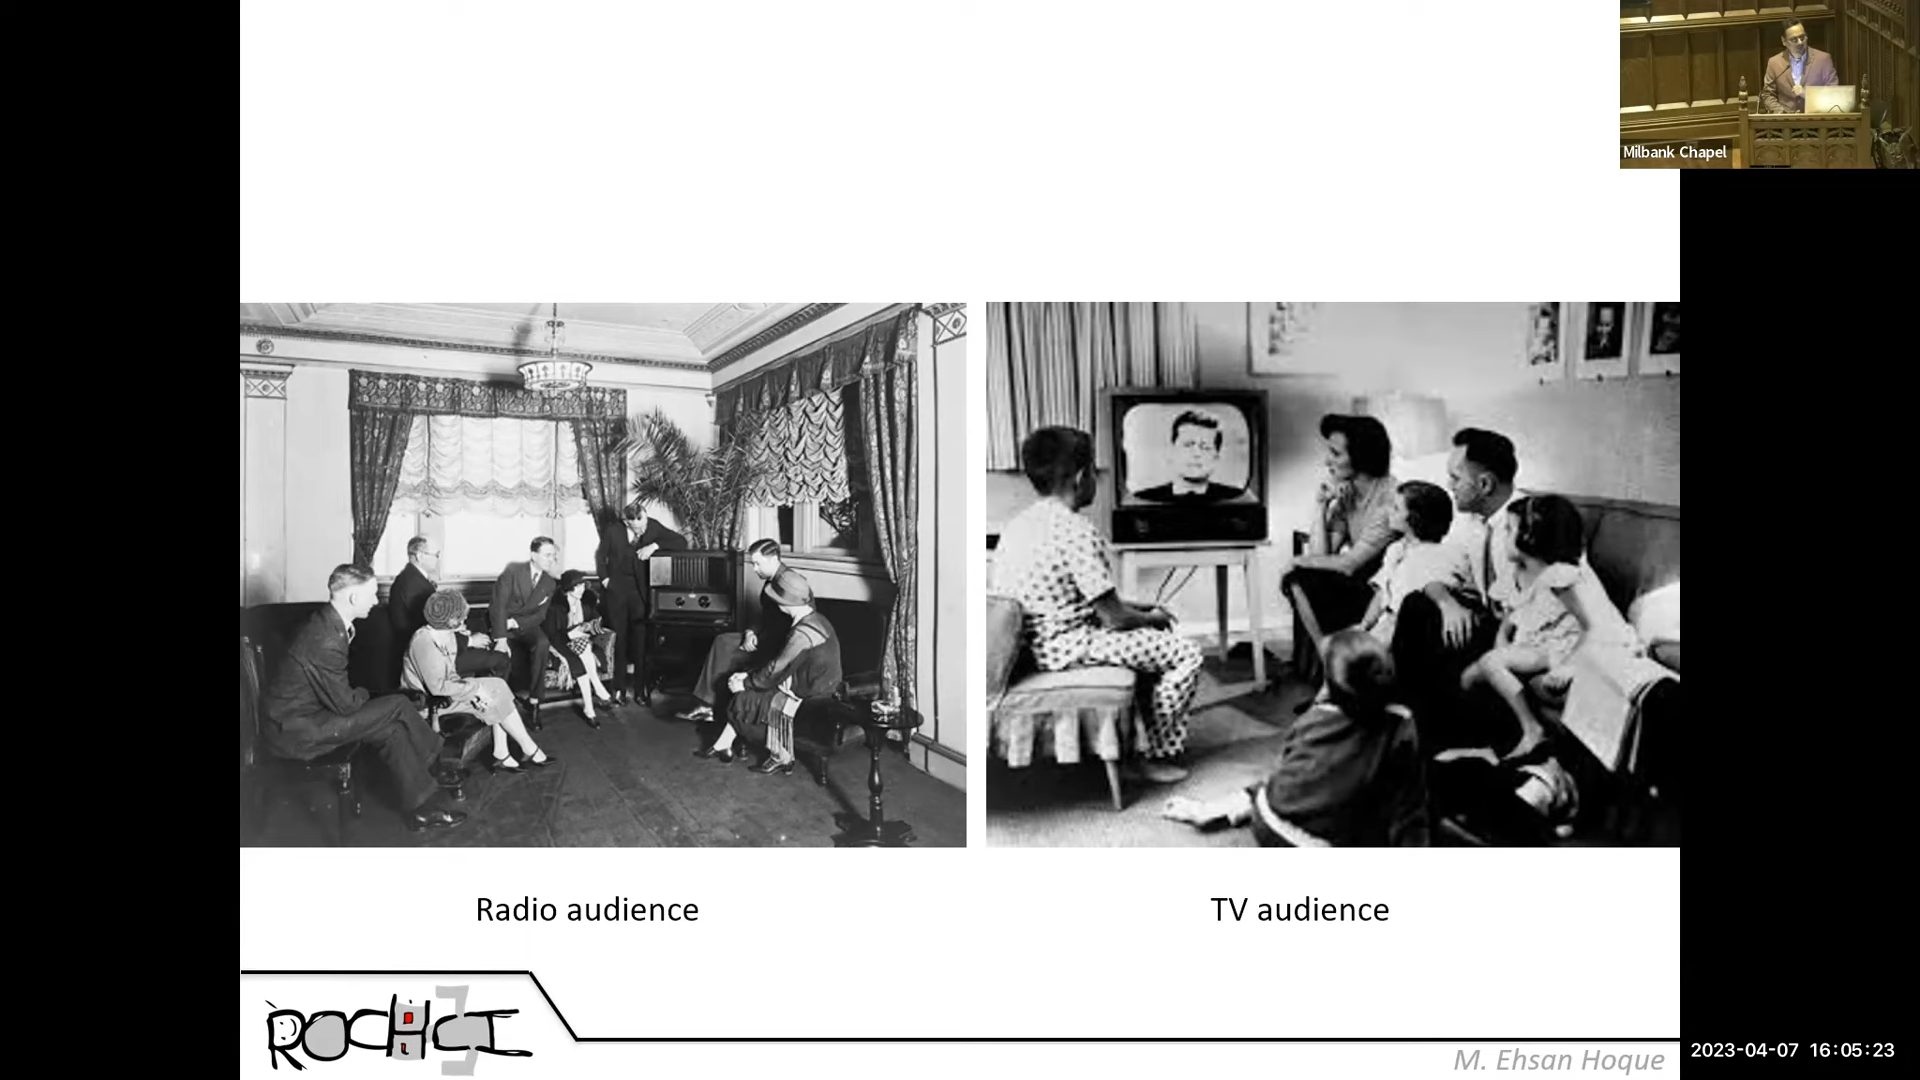 Milbank Chapel
Radio audience
TV audience
ROCHCI
M. Ehsan Hoque
2023-04-07 16:05:23